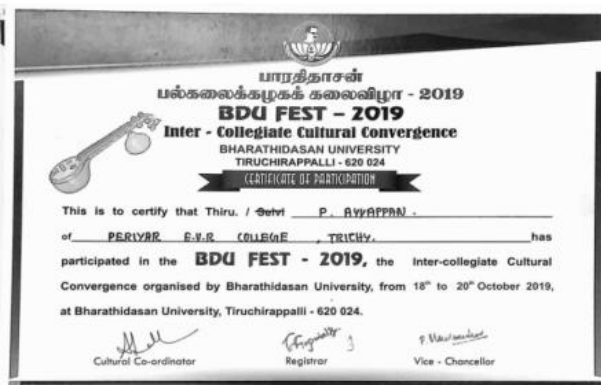 பாரதிதாசன்
பல்கலைக்கழகக் கலைவிழா - 2019
BDU FEST – 2019
Inter - Collegiate Cultural Convergence
BHARATHIDASAN UNIVERSITY
TIRUCHIRAPPALLI - 620 024
CERTIFICATE OF PARTICIPATION
This is to certify that Thiru. / Selvi P. AYYAPPAN .
of PERIYAR E.V.R COLLEGE , TRICHY. has
participated in the BDU FEST - 2019, the Inter-collegiate Cultural
Convergence organised by Bharathidasan University, from 18th to 20th October 2019,
at Bharathidasan University, Tiruchirappalli - 620 024.
Cultural Co-ordinator Registrar Vice - Chancellor